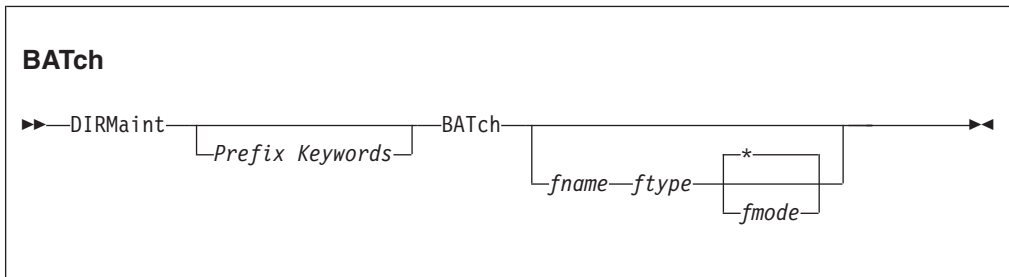 BATch
DIRMaint BATch
Prefix Keywords *
fname ftype
fmode